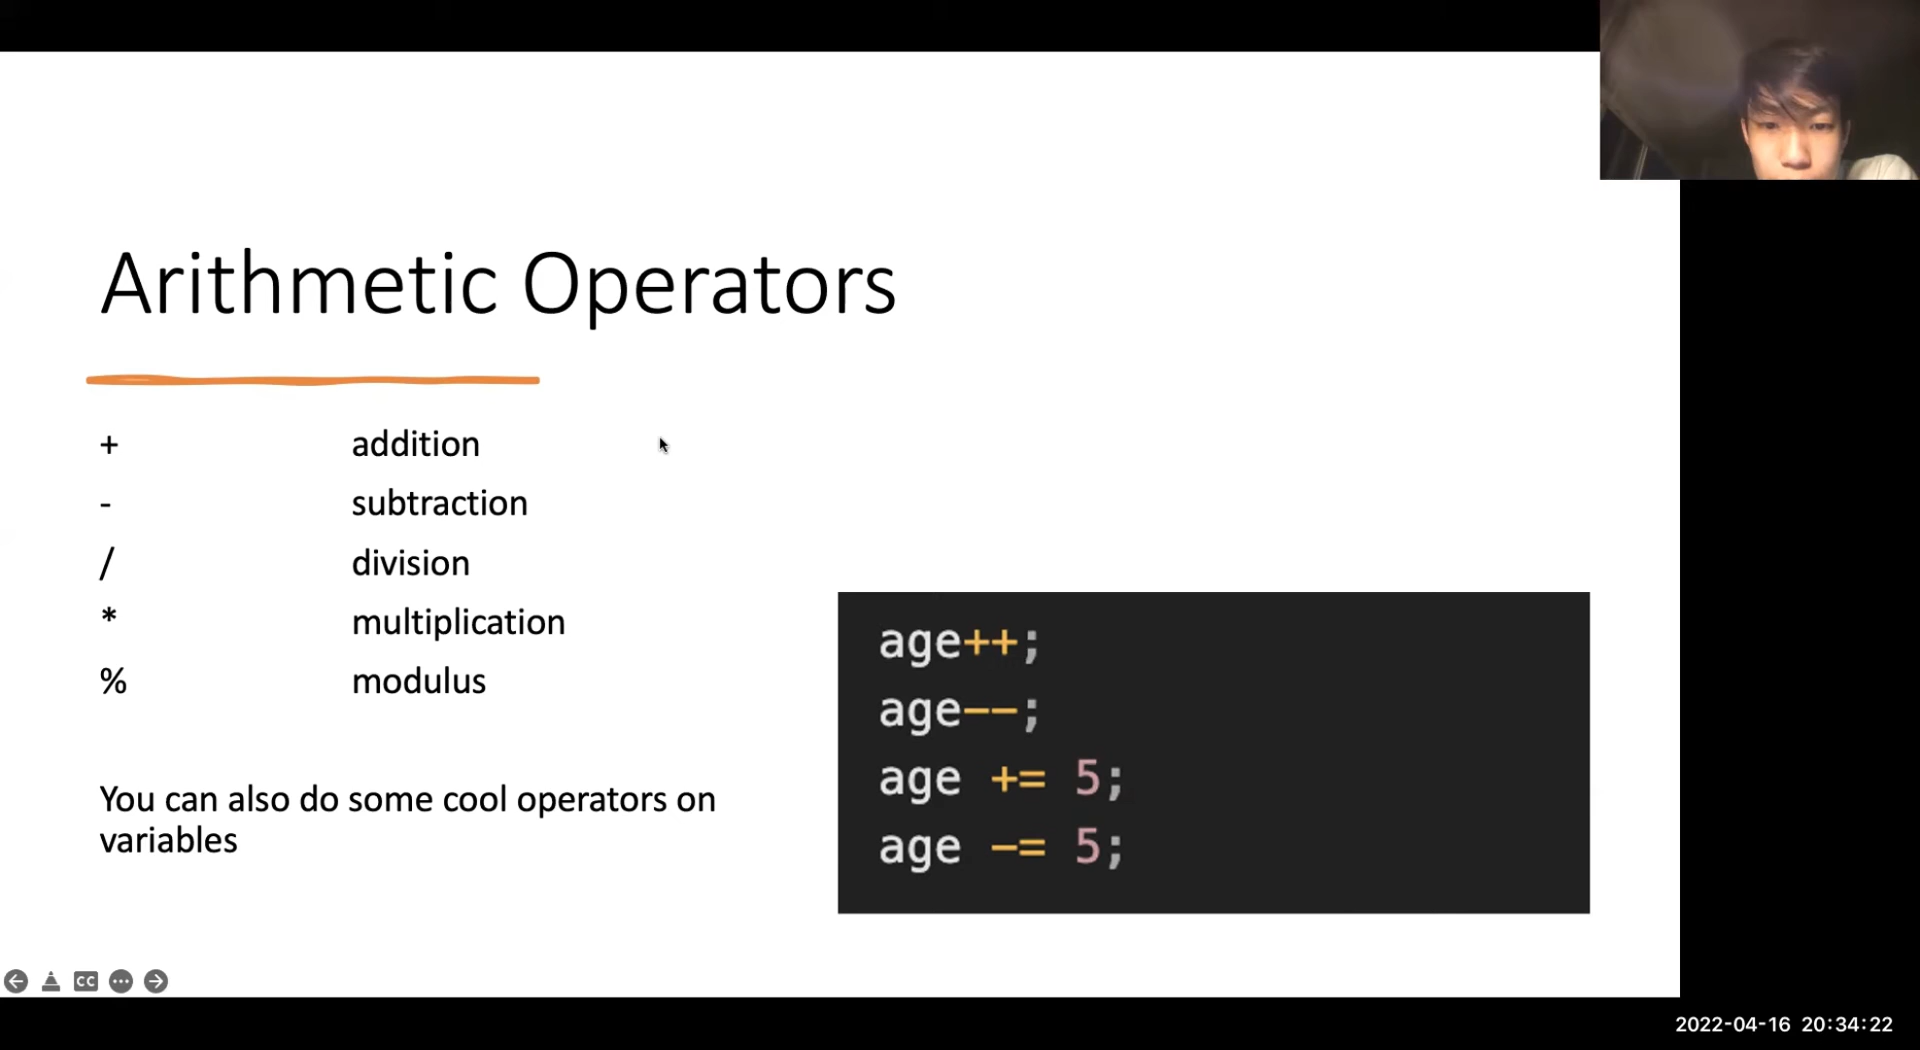 Arithmetic Operators
+ addition
- subtraction
/ division
* multiplication
% modulus
You can also do some cool operators on
variables
age++;
age--;
age += 5;
age -= 5;
CC
2022-04-16 20:34:22